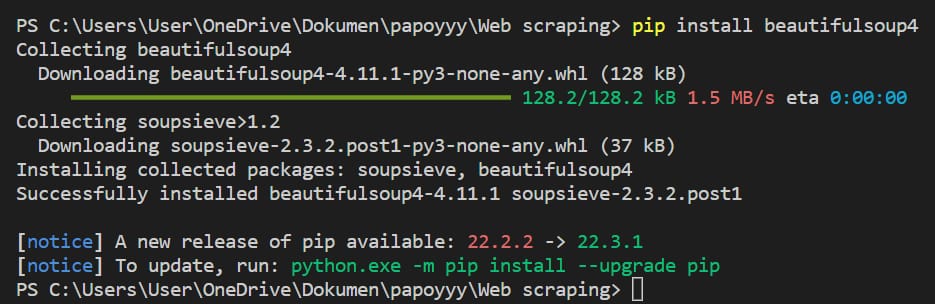 PS C:\Users\User\OneDrive\Dokumen\papoyyy\Web scraping> pip install beautifulsoup4
Collecting beautifulsoup4
  Downloading beautifulsoup4-4.11.1-py3-none-any.whl (128 kB)
     128.2/128.2 kB 1.5 MB/s eta 0:00:00
Collecting soupsieve>1.2
  Downloading soupsieve-2.3.2.post1-py3-none-any.whl (37 kB)
Installing collected packages: soupsieve, beautifulsoup4
Successfully installed beautifulsoup4-4.11.1 soupsieve-2.3.2.post1
[notice] A new release of pip available: 22.2.2 -> 22.3.1
[notice] To update, run: python.exe -m pip install --upgrade pip
PS C:\Users\User\OneDrive\Dokumen\papoyyy\Web scraping>